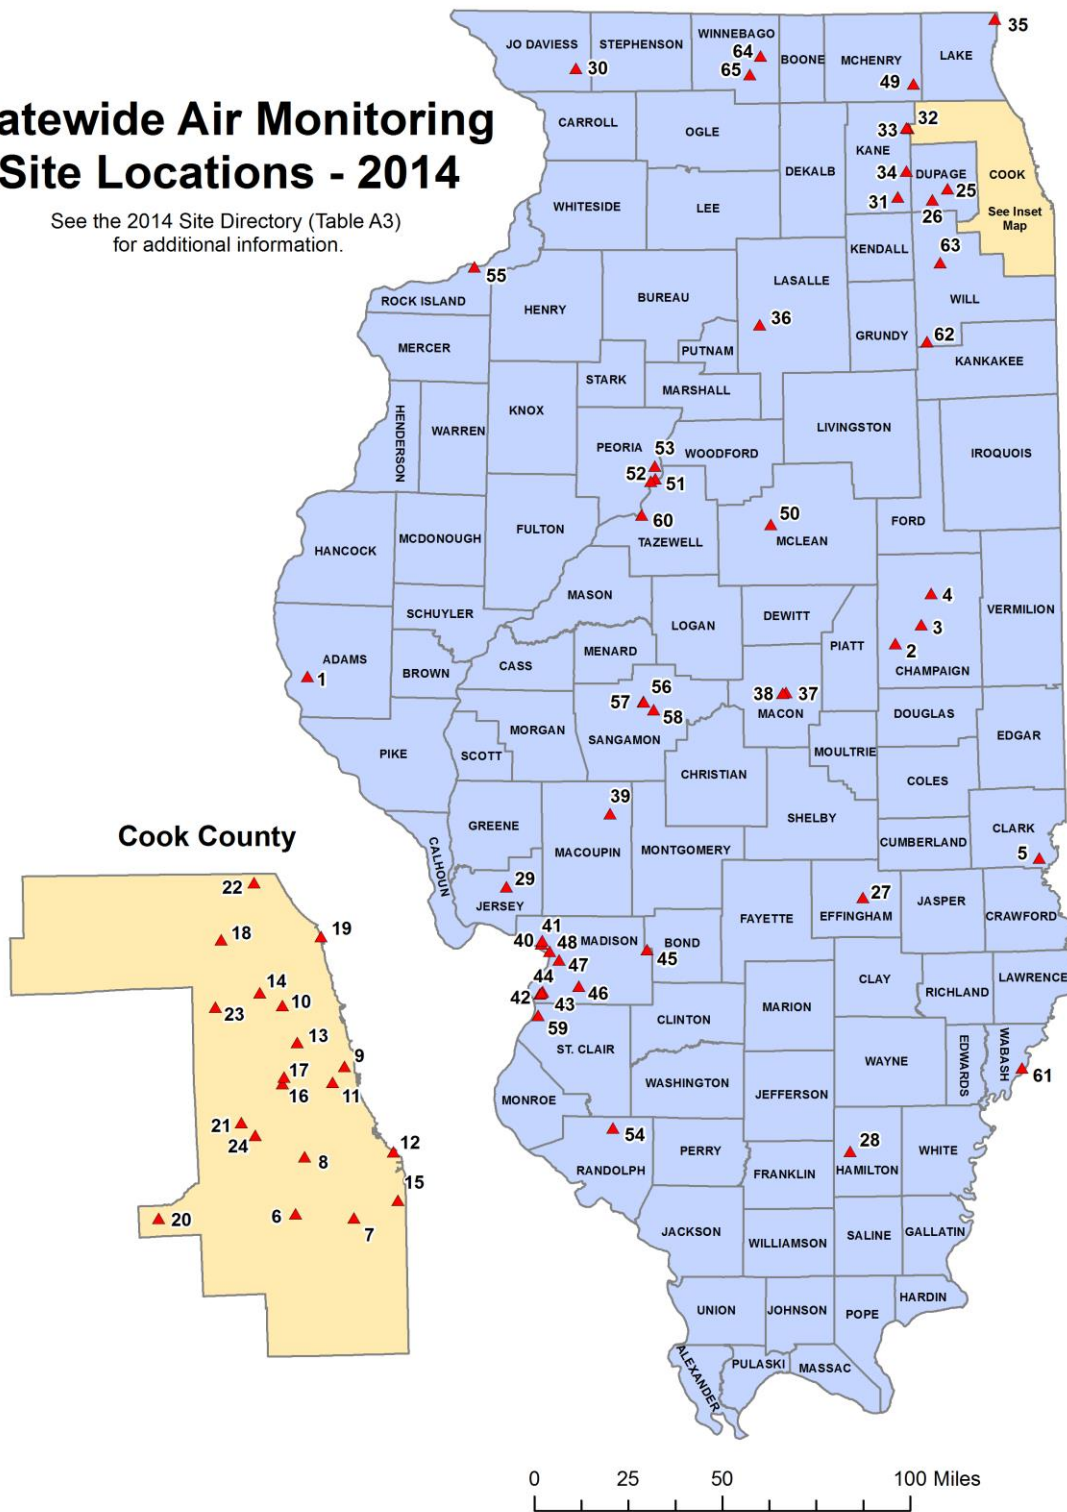 atewide Air Monitoring
Site Locations - 2014
See the 2014 Site Directory (Table A3)
for additional information.
JO DAVIESS
30
STEPHENSON
WINNEBAGO
64
65
BOONE
MCHENRY
49
LAKE
35
CARROLL
OGLE
DEKALB
KANE
33
32
34
31
DUPAGE
25
26
COOK
See Inset
Map
WHITESIDE
LEE
KENDALL
63
WILL
62
55
ROCK ISLAND
HENRY
BUREAU
LASALLE
36
GRUNDY
KANKAKEE
MERCER
PUTNAM
STARK
MARSHALL
HENDERSON
WARREN
KNOX
PEORIA
53
52
51
WOODFORD
LIVINGSTON
IROQUOIS
60
TAZEWELL
50
MCLEAN
FORD
HANCOCK
MCDONOUGH
FULTON
MASON
SCHUYLER
LOGAN
DEWITT
PIATT
4
3
2
CHAMPAIGN
VERMILION
ADAMS
1
BROWN
CASS
MENARD
56
57
58
SANGAMON
38
37
MACON
DOUGLAS
EDGAR
PIKE
SCOTT
MORGAN
CHRISTIAN
MOULTRIE
COLES
39
MACOUPIN
GREENE
MONTGOMERY
SHELBY
CUMBERLAND
CLARK
5
CALHOUN
29
JERSEY
FAYETTE
27
EFFINGHAM
JASPER
CRAWFORD
41
40
48
MADISON
47
44
42
43
46
45
BOND
CLAY
RICHLAND
LAWRENCE
MARION
59
ST. CLAIR
CLINTON
WAYNE
EDWARDS
WABASH
61
MONROE
WASHINGTON
JEFFERSON
54
RANDOLPH
PERRY
28
HAMILTON
WHITE
FRANKLIN
JACKSON
WILLIAMSON
SALINE
GALLATIN
UNION
JOHNSON
POPE
HARDIN
ALEXANDER
PULASKI
MASSAC
Cook County
22
18
19
14
10
23
13
9
17
16
11
21
24
8
12
15
20
6
7
0 25 50 100 Miles